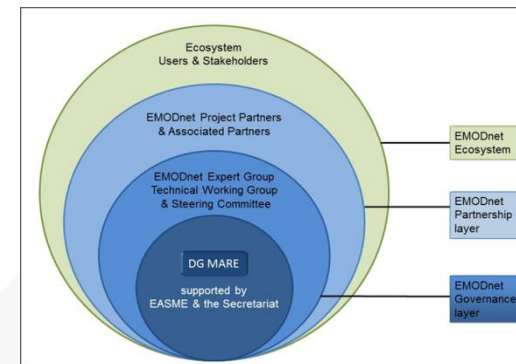 Ecosystem
Users & Stakeholders
EMODnet Project Partners
& Associated Partners
EMODnet Expert Group
Technical Working Group
& Steering Committee
DG MARE
supported by
EASME & the Secretariat
EMODnet
Ecosystem
EMODnet
Partnership
layer
EMODnet
Governance
layer